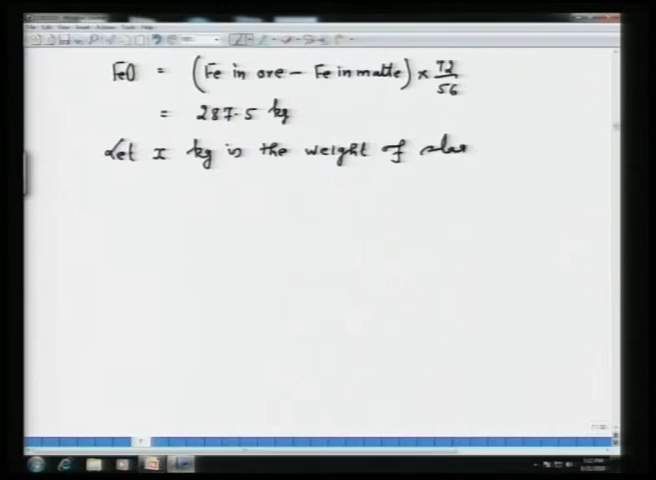 FeO = (Fe in ore – Fe in matte) × 72/56
= 287.5 kg
Let x kg is the weight of slag